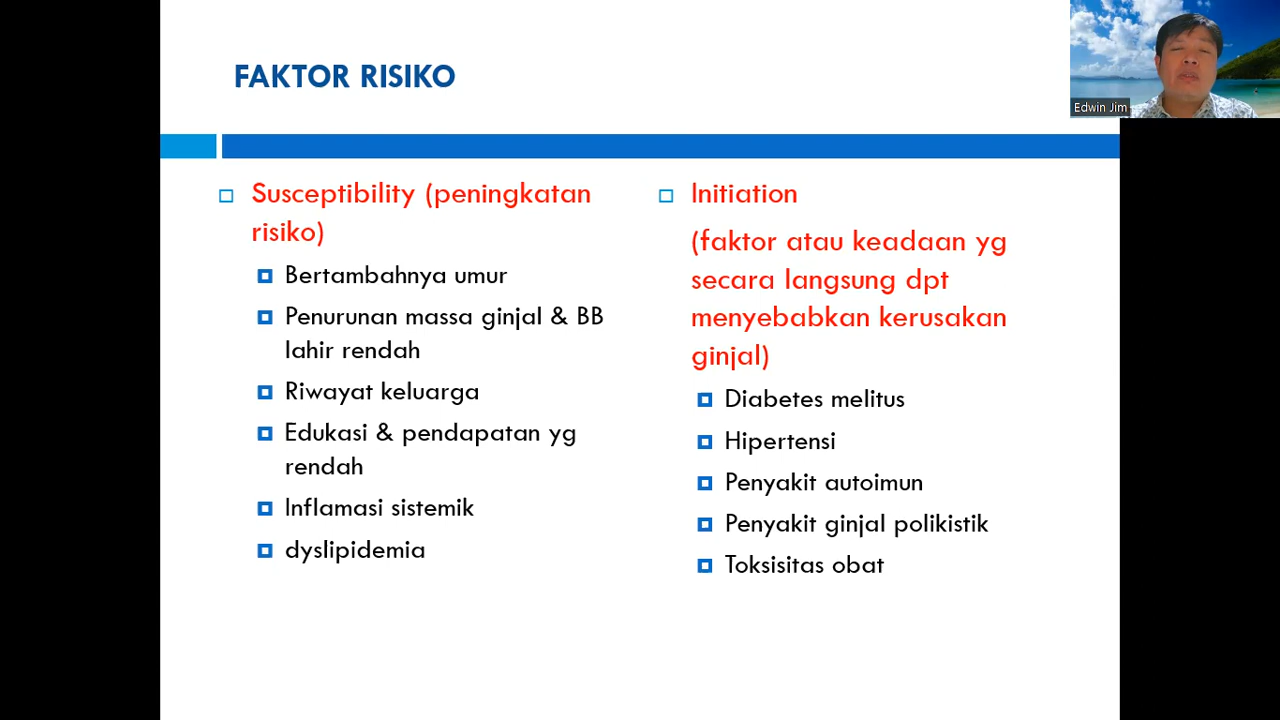 FAKTOR RISIKO
Edwin Jim
Susceptibility (peningkatan
risiko)
Bertambahnya umur
Penurunan massa ginjal & BB
lahir rendah
Riwayat keluarga
Edukasi & pendapatan yg
rendah
Inflamasi sistemik
dyslipidemia
Initiation
(faktor atau keadaan yg
secara langsung dpt
menyebabkan kerusakan
ginjal)
Diabetes melitus
Hipertensi
Penyakit autoimun
Penyakit ginjal polikistik
Toksisitas obat